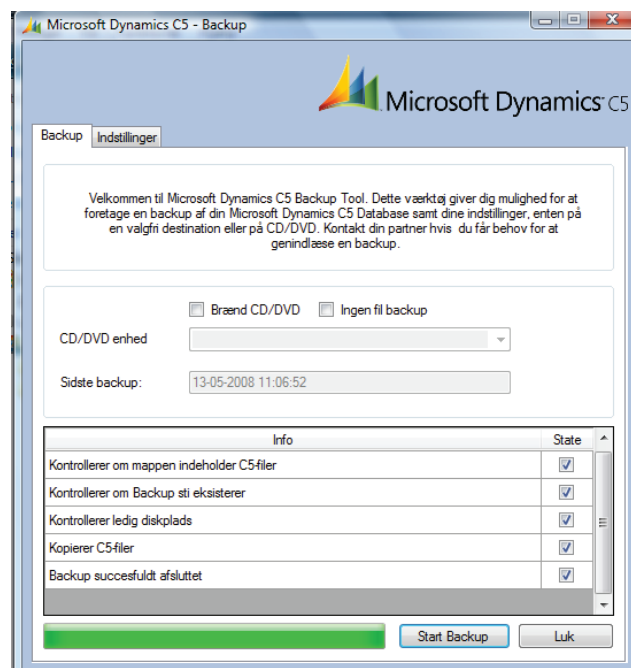 Microsoft Dynamics C5 - Backup
Microsoft Dynamics C5
Backup Indstillinger
Velkommen til Microsoft Dynamics C5 Backup Tool. Dette værktøj giver dig mulighed for at
foretage en backup af din Microsoft Dynamics C5 Database samt dine indstillinger, enten på
en valgfri destination eller på CD/DVD. Kontakt din partner hvis du får behov for at
genindlæse en backup.
Brænd CD/DVD Ingen fil backup
CD/DVD enhed
Sidste backup: 13-05-2008 11:06:52
Info State
Kontrollerer om mappen indeholder C5-filer
Kontrollerer om Backup sti eksisterer
Kontrollerer ledig diskplads
Kopierer C5-filer
Backup succesfuldt afsluttet
Start Backup Luk